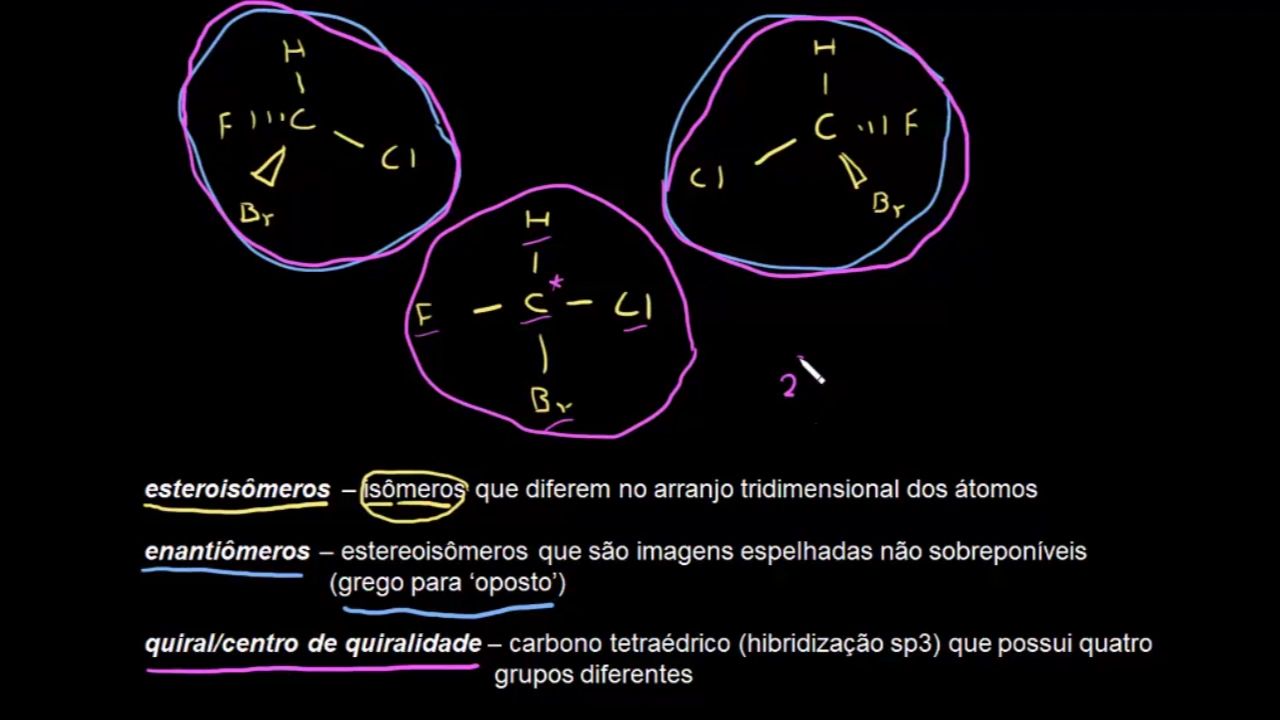 H
H
F C
C F
Cl
Cl
Br
Br
H
F – C* – Cl
Br
2
esteroisômeros – isômeros que diferem no arranjo tridimensional dos átomos
enantiômeros – estereoisômeros que são imagens espelhadas não sobreponíveis
(grego para ‘oposto’)
quiral/centro de quiralidade – carbono tetraédrico (hibridização sp3) que possui quatro
grupos diferentes